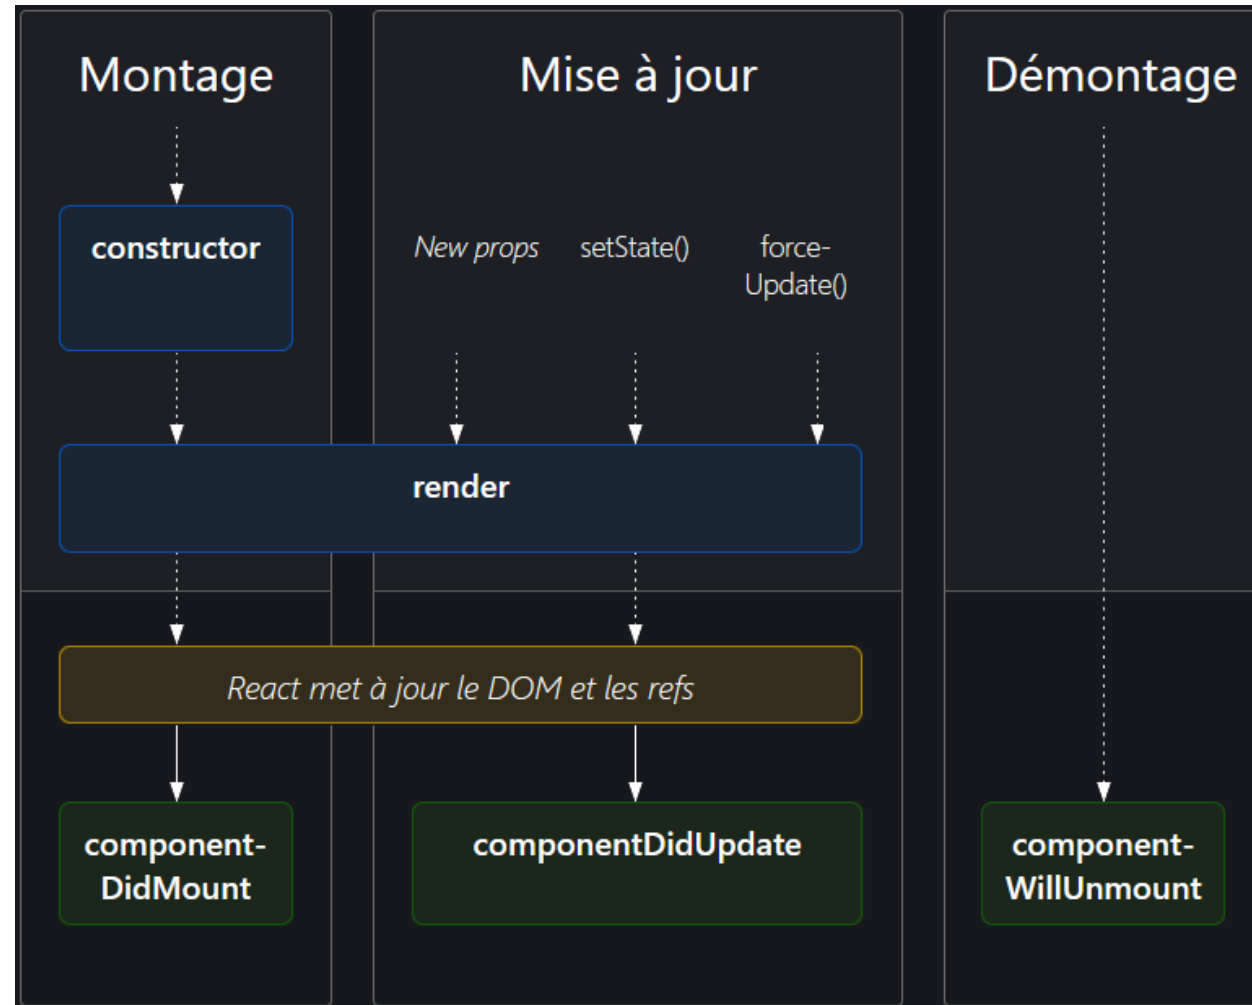 Montage
Mise à jour
Démontage
constructor
New props
setState()
force-
Update()
render
React met à jour le DOM et les refs
component-
DidMount
componentDidUpdate
component-
WillUnmount